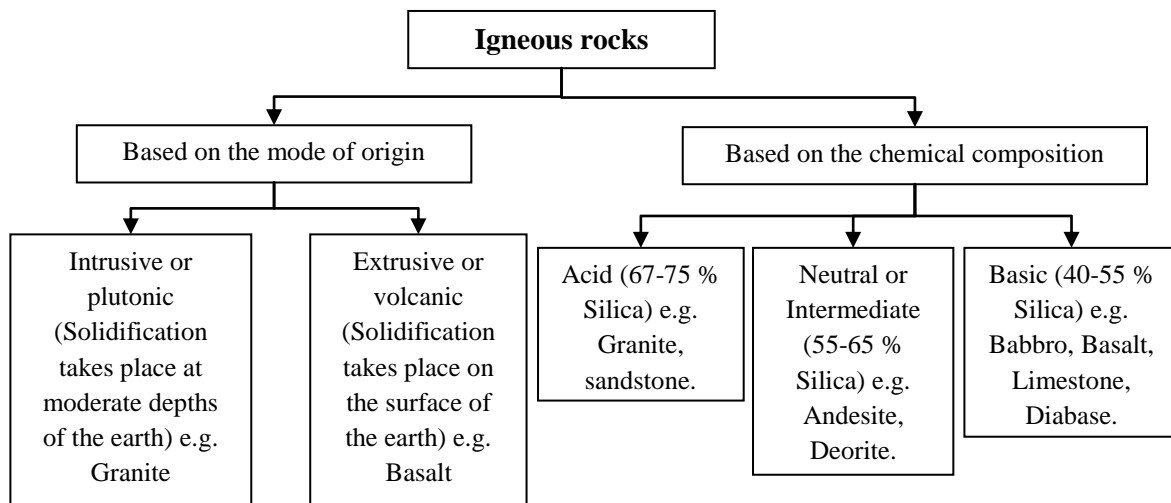 Igneous rocks
Based on the mode of origin
Based on the chemical composition
Intrusive or
plutonic
(Solidification
takes place at
moderate depths
of the earth) e.g.
Granite
Extrusive or
volcanic
(Solidification
takes place on
the surface of
the earth) e.g.
Basalt
Acid (67-75 %
Silica) e.g.
Granite,
sandstone.
Neutral or
Intermediate
(55-65 %
Silica) e.g.
Andesite,
Deorite.
Basic (40-55 %
Silica) e.g.
Babbro, Basalt,
Limestone,
Diabase.